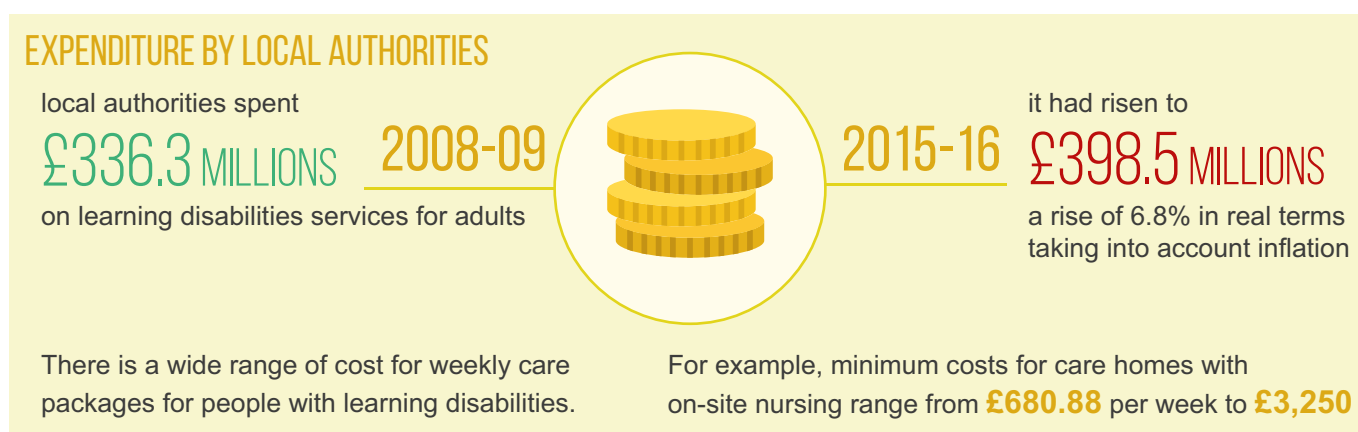 EXPENDITURE BY LOCAL AUTHORITIES
local authorities spent
£336.3 MILLIONS
on learning disabilities services for adults
2008-09
2015-16
it had risen to
£398.5 MILLIONS
a rise of 6.8% in real terms
taking into account inflation
There is a wide range of cost for weekly care
packages for people with learning disabilities.
For example, minimum costs for care homes with
on-site nursing range from £680.88 per week to £3,250